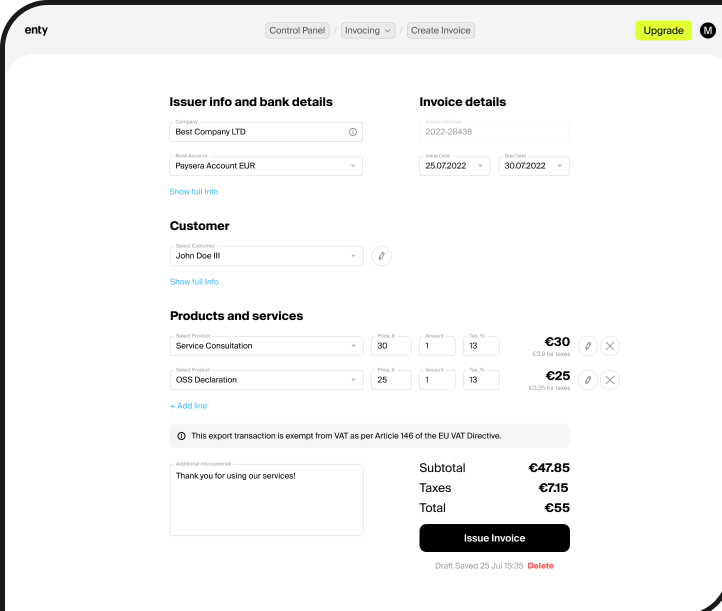 enty
Control Panel / Invocing / Create Invoice
Upgrade M
Issuer info and bank details
Company
Best Company LTD
Bank Account
Paysera Account EUR
Show full Info
Invoice details
Invoice Number
2022-28438
Issue Date
25.07.2022
Due Date
30.07.2022
Customer
Select Customer
John Doe III
Show full Info
Products and services
Select Product Price, € Amount Tax, %
Service Consultation 30 1 13 €30
€3.9 for taxes
Select Product Price, € Amount Tax, %
OSS Declaration 25 1 13 €25
€3.25 for taxes
+ Add line
This export transaction is exempt from VAT as per Article 146 of the EU VAT Directive.
Additional info (optional)
Thank you for using our services!
Subtotal €47.85
Taxes €7.15
Total €55
Issue Invoice
Draft Saved 25 Jul 15:35 Delete